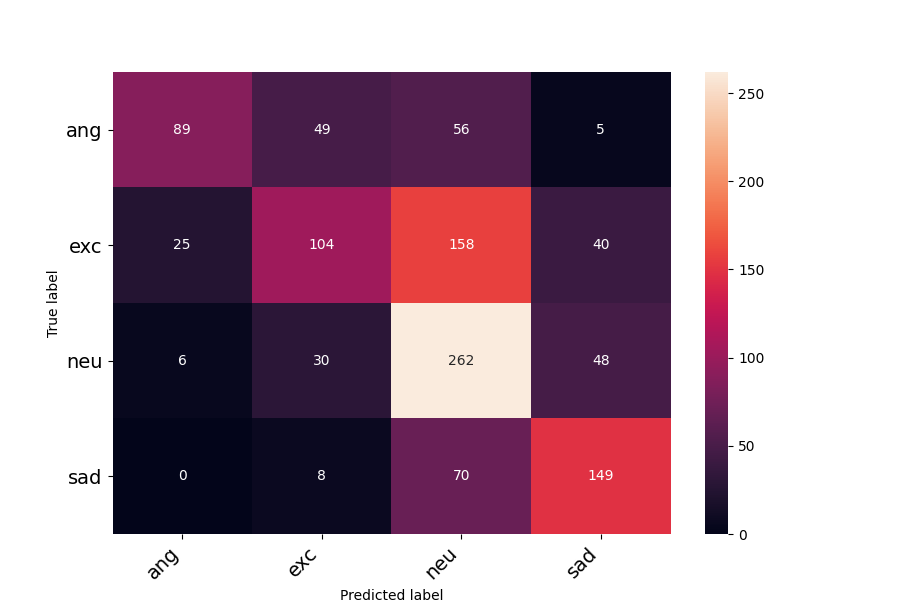 ang 89 49 56 5
exc 25 104 158 40
neu 6 30 262 48
sad 0 8 70 149
ang exc neu sad
Predicted label
True label
250
200
150
100
50
0